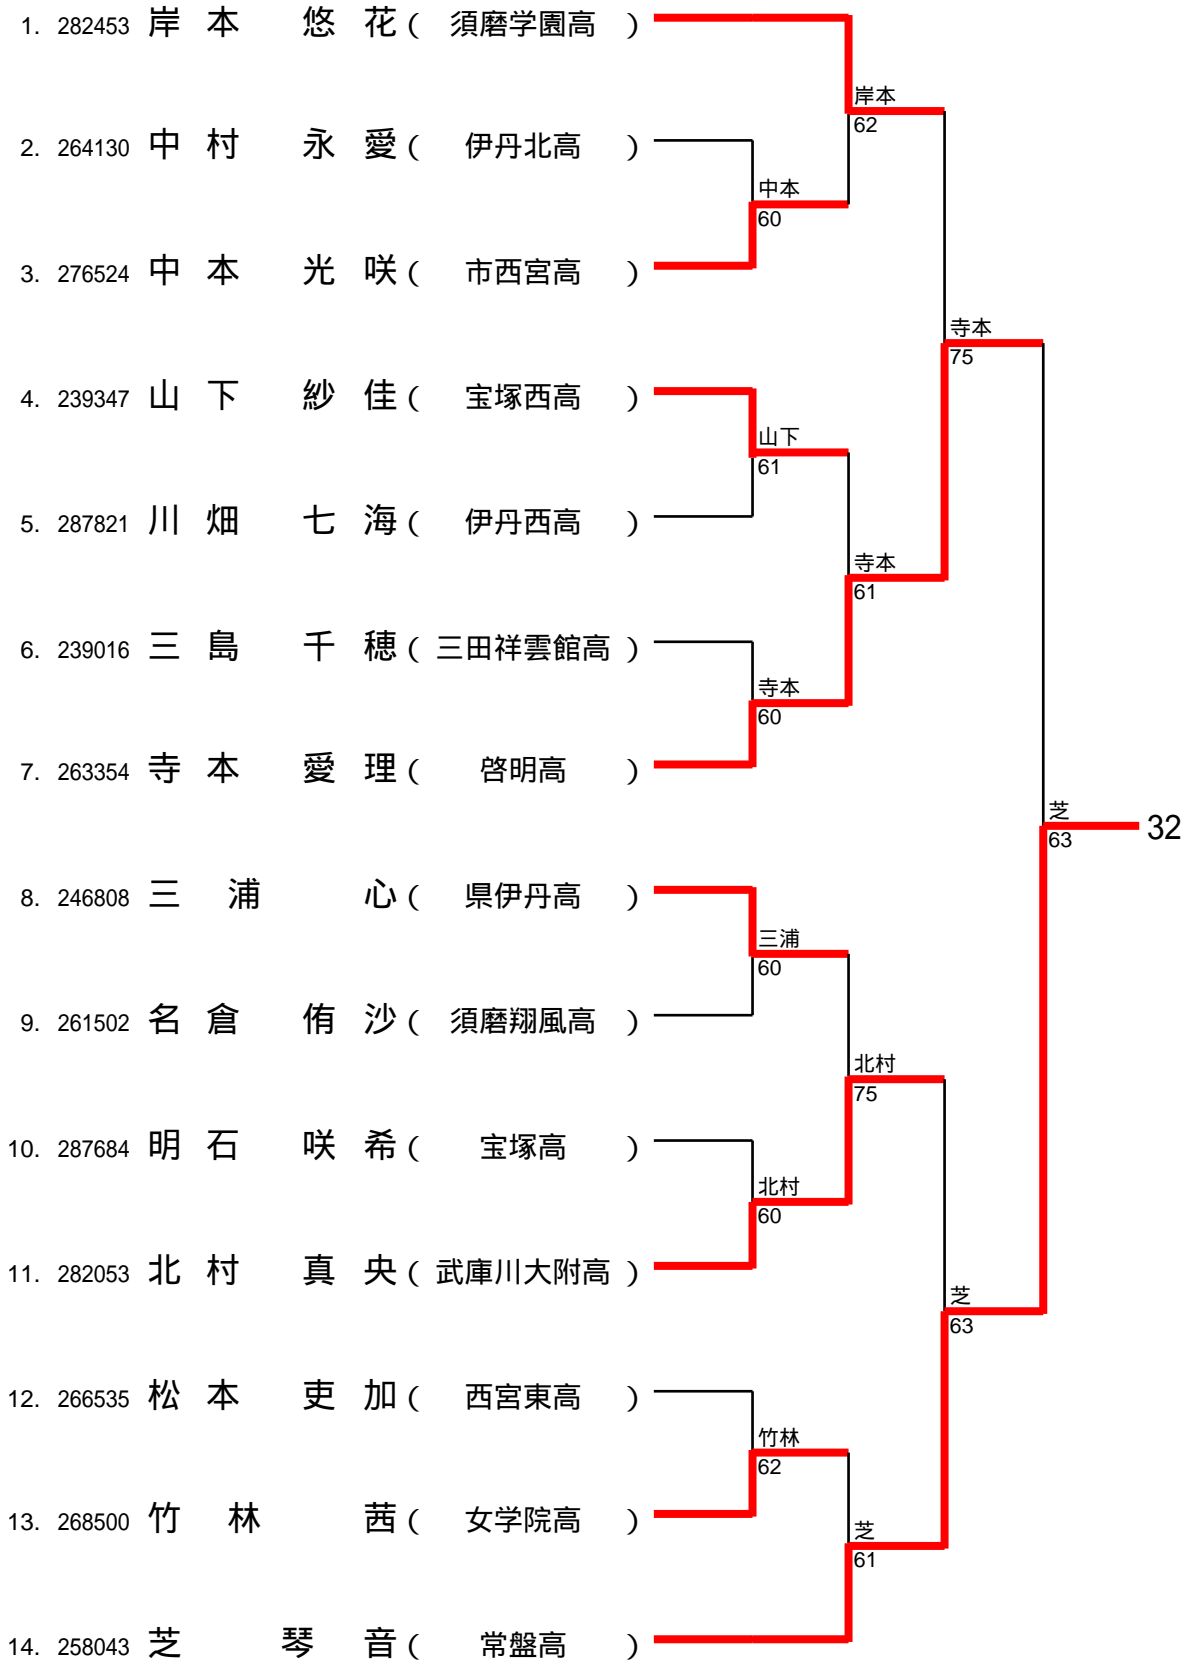 1. 282453 岸本 悠花 ( 須磨学園高 )
岸本
62
2. 264130 中村 永愛 ( 伊丹北高 )
中本
60
3. 276524 中本 光咲 ( 市西宮高 )
寺本
75
4. 239347 山下 紗佳 ( 宝塚西高 )
山下
61
5. 287821 川畑 七海 ( 伊丹西高 )
寺本
61
6. 239016 三島 千穂 ( 三田祥雲館高 )
寺本
60
7. 263354 寺本 愛理 ( 啓明高 )
芝
63
32
8. 246808 三浦 心 ( 県伊丹高 )
三浦
60
9. 261502 名倉 侑沙 ( 須磨翔風高 )
北村
75
10. 287684 明石 咲希 ( 宝塚高 )
北村
60
11. 282053 北村 真央 ( 武庫川大附高 )
芝
63
12. 266535 松本 吏加 ( 西宮東高 )
竹林
62
13. 268500 竹林 茜 ( 女学院高 )
芝
61
14. 258043 芝 琴音 ( 常盤高 )